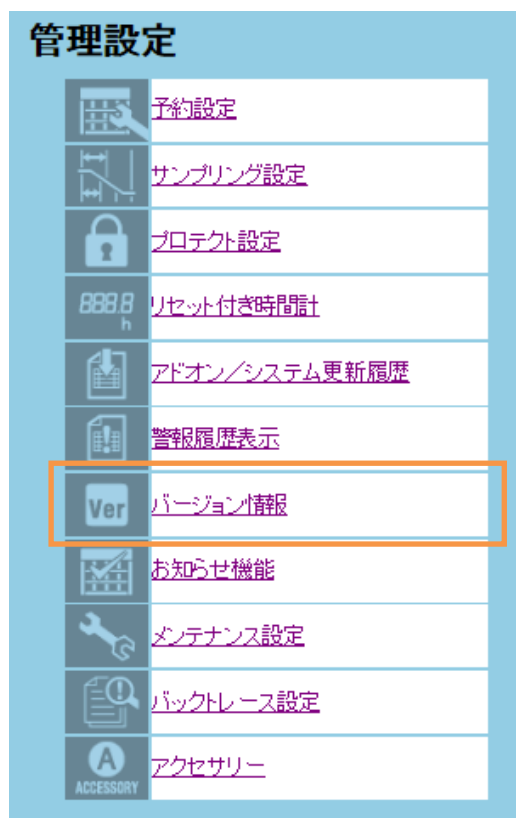 管理設定
予約設定
サンプリング設定
プロテクト設定
888.8
h
リセット付き時間計
アドオン／システム更新履歴
警報履歴表示
Ver
バージョン情報
お知らせ機能
メンテナンス設定
バックトレース設定
A
ACCESSORY
アクセサリー